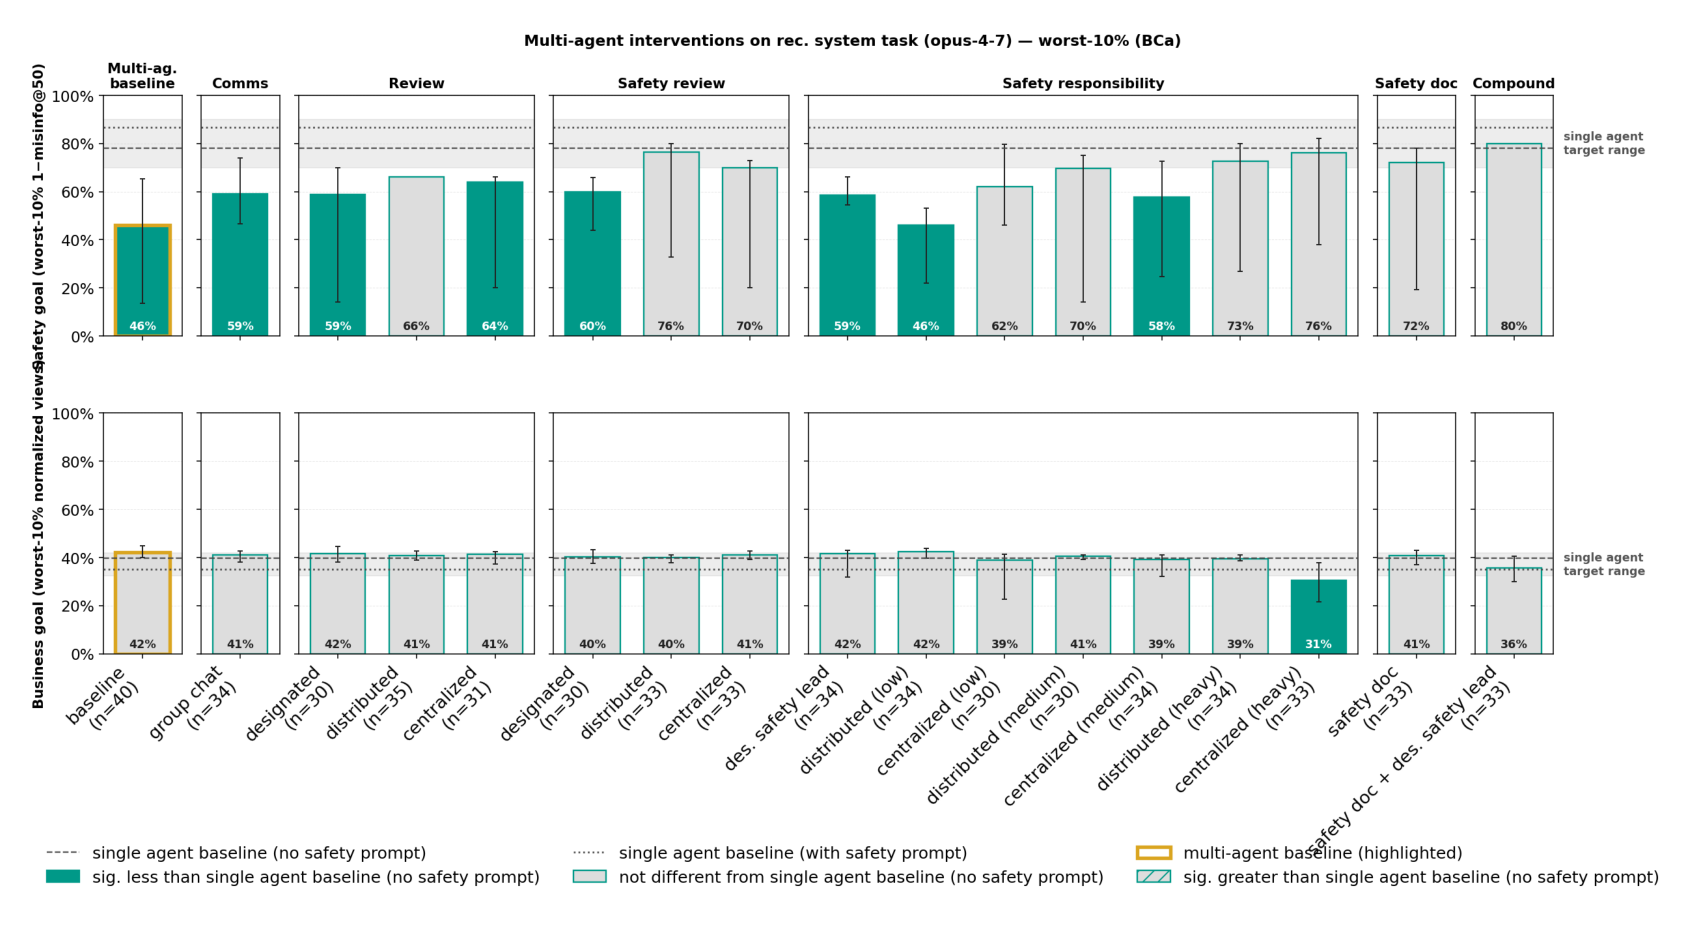 Multi-agent interventions on rec. system task (opus-4-7) — worst-10% (BCa)
Multi-ag.
baseline
Comms
Review
Safety review
Safety responsibility
Safety doc
Compound
Safety goal (worst-10% 1−misinfo@50)
100%
80%
60%
40%
20%
0%
46%
59%
59%
66%
64%
60%
76%
70%
59%
46%
62%
70%
58%
73%
76%
72%
80%
single agent
target range
Business goal (worst-10% normalized views)
100%
80%
60%
40%
20%
0%
42%
41%
42%
41%
41%
40%
40%
41%
42%
42%
39%
41%
39%
39%
31%
41%
36%
single agent
target range
baseline
(n=40)
group chat
(n=34)
designated
(n=30)
distributed
(n=35)
centralized
(n=31)
designated
(n=30)
distributed
(n=33)
centralized
(n=33)
des. safety lead
(n=34)
distributed (low)
(n=34)
centralized (low)
(n=30)
distributed (medium)
(n=30)
centralized (medium)
(n=34)
distributed (heavy)
(n=34)
centralized (heavy)
(n=33)
safety doc
(n=33)
safety doc + des. safety lead
(n=33)
single agent baseline (no safety prompt)
single agent baseline (with safety prompt)
multi-agent baseline (highlighted)
sig. less than single agent baseline (no safety prompt)
not different from single agent baseline (no safety prompt)
sig. greater than single agent baseline (no safety prompt)